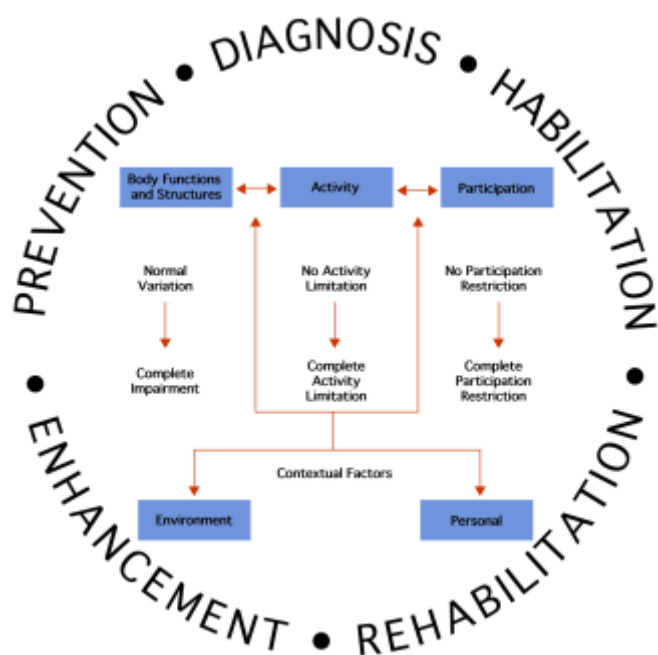 PREVENTION • DIAGNOSIS • HABILITATION • REHABILITATION • ENHANCEMENT •
Body Functions
and Structures
Activity
Participation
Normal
Variation
No Activity
Limitation
No Participation
Restriction
Complete
Impairment
Complete
Activity
Limitation
Complete
Participation
Restriction
Contextual Factors
Environment
Personal